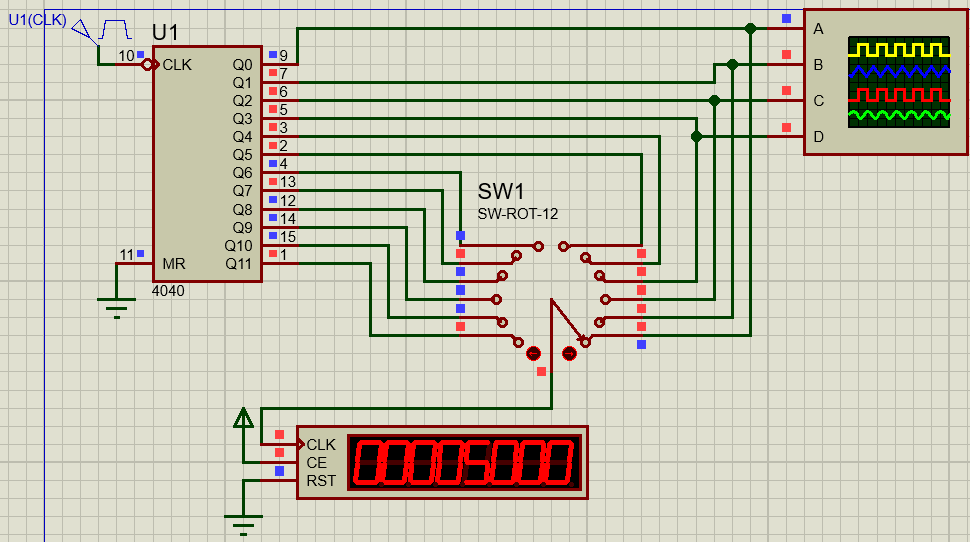 U1(CLK)
U1
10
CLK
Q0 9
Q1 7
Q2 6
Q3 5
Q4 3
Q5 2
Q6 4
Q7 13
Q8 12
Q9 14
Q10 15
11 MR Q11 1
4040
A
B
C
D
SW1
SW-ROT-12
CLK
CE
RST
00005000